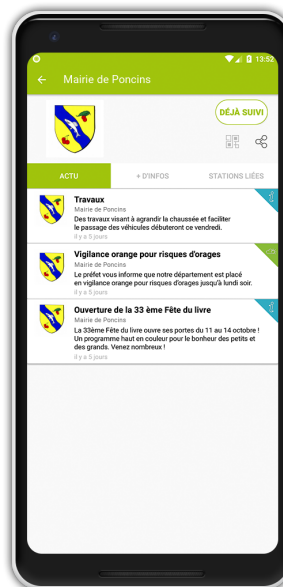 13:52
Mairie de Poncins
DÉJÀ SUIVI
ACTU
+ D'INFOS
STATIONS LIÉES
Travaux
Mairie de Poncins
Des travaux visant à agrandir la chaussée et faciliter
le passage des véhicules débuteront ce vendredi.
il y a 5 jours
Vigilance orange pour risques d'orages
Mairie de Poncins
Le préfet vous informe que notre département est placé
en vigilance orange pour risques d'orages jusqu'à lundi soir.
il y a 5 jours
Ouverture de la 33 ème Fête du livre
Mairie de Poncins
La 33ème Fête du livre ouvre ses portes du 11 au 14 octobre !
Un programme haut en couleur pour le bonheur des petits et
des grands. Venez nombreux !
il y a 5 jours